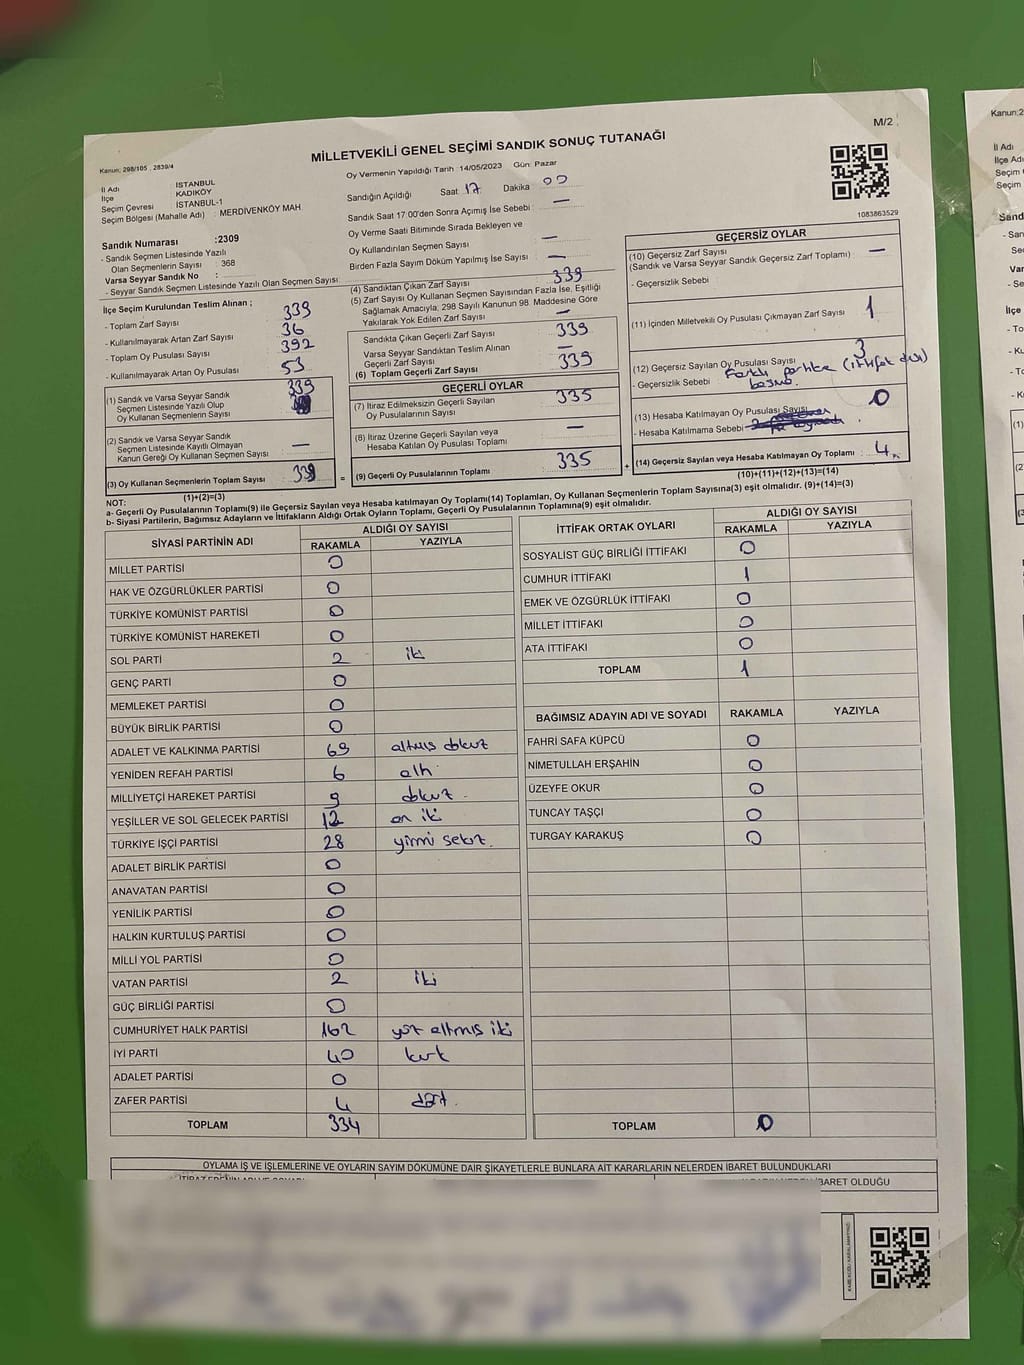 M/2
Kanun: 298/105 , 2839/4
MİLLETVEKİLİ GENEL SEÇİMİ SANDIK SONUÇ TUTANAĞI
Oy Vermenin Yapıldığı Tarih : 14/05/2023 Gün: Pazar
İl Adı : İSTANBUL
İlçe : KADIKÖY
Seçim Çevresi : İSTANBUL-1
Seçim Bölgesi (Mahalle Adı) : MERDİVENKÖY MAH.
Sandık Numarası :2309
- Sandık Seçmen Listesinde Yazılı
Olan Seçmenlerin Sayısı : 368
Varsa Seyyar Sandık No :
- Seyyar Sandık Seçmen Listesinde Yazılı Olan Seçmen Sayısı :
Sandığın Açıldığı Saat 17 Dakika 00
Sandık Saat 17:00'den Sonra Açımış İse Sebebi : —
Oy Verme Saati Bitiminde Sırada Bekleyen ve
Oy Kullandırılan Seçmen Sayısı —
Birden Fazla Sayım Döküm Yapılmış İse Sayısı —
1083863529
İlçe Seçim Kurulundan Teslim Alınan ;
- Toplam Zarf Sayısı : 339
- Kullanılmayarak Artan Zarf Sayısı : 36
- Toplam Oy Pusulası Sayısı : 392
- Kullanılmayarak Artan Oy Pusulası : 53
(1) Sandık ve Varsa Seyyar Sandık
Seçmen Listesinde Yazılı Olup
Oy Kullanan Seçmenlerin Sayısı 339
(2) Sandık ve Varsa Seyyar Sandık
Seçmen Listesinde Kayıtlı Olmayan
Kanun Gereği Oy Kullanan Seçmen Sayısı : —
(3) Oy Kullanan Seçmenlerin Toplam Sayısı 339
(1)+(2)=(3)
(4) Sandıktan Çıkan Zarf Sayısı 339
(5) Zarf Sayısı Oy Kullanan Seçmen Sayısından Fazla İse, Eşitliği
Sağlamak Amacıyla, 298 Sayılı Kanunun 98. Maddesine Göre
Yakılarak Yok Edilen Zarf Sayısı —
Sandıkta Çıkan Geçerli Zarf Sayısı 339
Varsa Seyyar Sandıktan Teslim Alınan
Geçerli Zarf Sayısı —
(6) Toplam Geçerli Zarf Sayısı 339
GEÇERLİ OYLAR
(7) İtiraz Edilmeksizin Geçerli Sayılan
Oy Pusulalarının Sayısı 335
(8) İtiraz Üzerine Geçerli Sayılan veya
Hesaba Katılan Oy Pusulası Toplamı —
= (9) Geçerli Oy Pusulalarının Toplamı 335
GEÇERSİZ OYLAR
(10) Geçersiz Zarf Sayısı —
(Sandık ve Varsa Seyyar Sandık Geçersiz Zarf Toplamı) :
- Geçersizlik Sebebi :
(11) İçinden Milletvekili Oy Pusulası Çıkmayan Zarf Sayısı 1
(12) Geçersiz Sayılan Oy Pusulası Sayısı 3
- Geçersizlik Sebebi : Farklı partiye (ittifak dışı)
(13) Hesaba Katılmayan Oy Pusulası Sayısı 0
- Hesaba Katılmama Sebebi
+ (14) Geçersiz Sayılan veya Hesaba Katılmayan Oy Toplamı : 4
(10)+(11)+(12)+(13)=(14)
NOT:
a- Geçerli Oy Pusulalarının Toplamı(9) ile Geçersiz Sayılan veya Hesaba katılmayan Oy Toplamı(14) Toplamları, Oy Kullanan Seçmenlerin Toplam Sayısına(3) eşit olmalıdır. (9)+(14)=(3)
b- Siyasi Partilerin, Bağımsız Adayların ve İttifakların Aldığı Ortak Oyların Toplamı, Geçerli Oy Pusulalarının Toplamına(9) eşit olmalıdır.
SİYASİ PARTİNİN ADI ALDIĞI OY SAYISI
RAKAMLA YAZIYLA
MİLLET PARTİSİ 0
HAK VE ÖZGÜRLÜKLER PARTİSİ 0
TÜRKİYE KOMÜNİST PARTİSİ 0
TÜRKİYE KOMÜNİST HAREKETİ 0
SOL PARTİ 2 iki
GENÇ PARTİ 0
MEMLEKET PARTİSİ 0
BÜYÜK BİRLİK PARTİSİ 0
ADALET VE KALKINMA PARTİSİ 69 altmış dokuz
YENİDEN REFAH PARTİSİ 6 altı
MİLLİYETÇİ HAREKET PARTİSİ 9 dokuz
YEŞİLLER VE SOL GELECEK PARTİSİ 12 on iki
TÜRKİYE İŞÇİ PARTİSİ 28 yirmi sekiz
ADALET BİRLİK PARTİSİ 0
ANAVATAN PARTİSİ 0
YENİLİK PARTİSİ 0
HALKIN KURTULUŞ PARTİSİ 0
MİLLİ YOL PARTİSİ 0
VATAN PARTİSİ 2 iki
GÜÇ BİRLİĞİ PARTİSİ 0
CUMHURİYET HALK PARTİSİ 162 yüz altmış iki
İYİ PARTİ 40 kırk
ADALET PARTİSİ 0
ZAFER PARTİSİ 4 dört
TOPLAM 334
İTTİFAK ORTAK OYLARI ALDIĞI OY SAYISI
RAKAMLA YAZIYLA
SOSYALİST GÜÇ BİRLİĞİ İTTİFAKI 0
CUMHUR İTTİFAKI 1
EMEK VE ÖZGÜRLÜK İTTİFAKI 0
MİLLET İTTİFAKI 0
ATA İTTİFAKI 0
TOPLAM 1
BAĞIMSIZ ADAYIN ADI VE SOYADI RAKAMLA YAZIYLA
FAHRİ SAFA KÜPCÜ 0
NİMETULLAH ERŞAHİN 0
ÜZEYFE OKUR 0
TUNCAY TAŞÇI 0
TURGAY KARAKUŞ 0
TOPLAM 0
OYLAMA İŞ VE İŞLEMLERİNE VE OYLARIN SAYIM DÖKÜMÜNE DAİR ŞİKAYETLERLE BUNLARA AİT KARARLARIN NELERDEN İBARET BULUNDUKLARI
İBARET OLDUĞU
Kanun:2
İl Adı
İlçe Adı
Seçim
Seçim